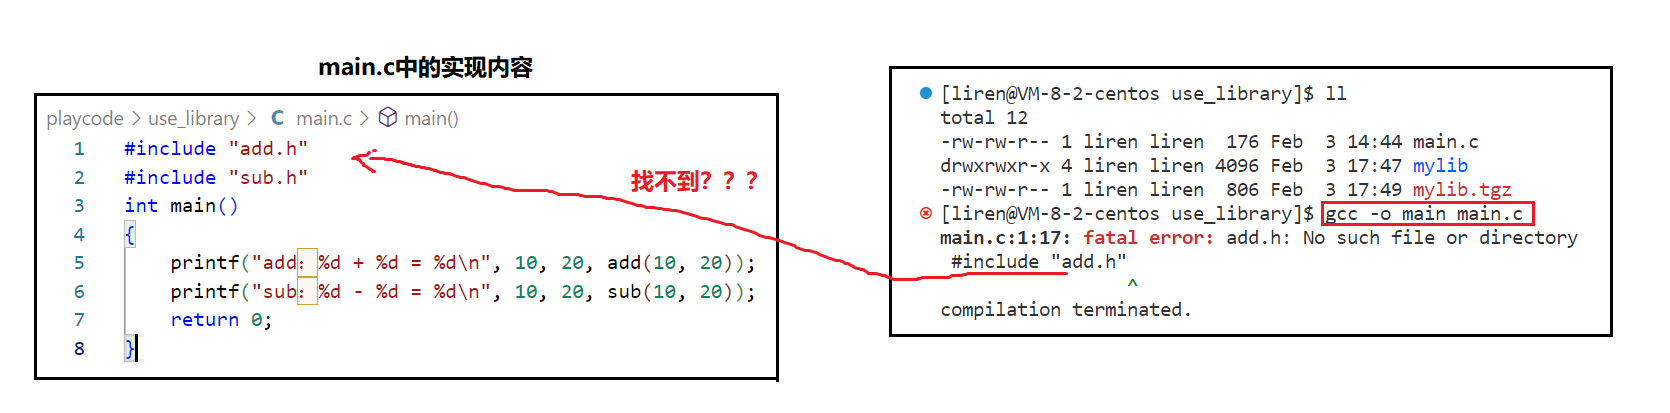 main.c中的实现内容
playcode > use_library > C main.c > main()
1 #include "add.h"
2 #include "sub.h"
3 int main()
4 {
5 printf("add：%d + %d = %d\n", 10, 20, add(10, 20));
6 printf("sub：%d - %d = %d\n", 10, 20, sub(10, 20));
7 return 0;
8 }
找不到？？？
[liren@VM-8-2-centos use_library]$ ll
total 12
-rw-rw-r-- 1 liren liren 176 Feb 3 14:44 main.c
drwxrwxr-x 4 liren liren 4096 Feb 3 17:47 mylib
-rw-rw-r-- 1 liren liren 806 Feb 3 17:49 mylib.tgz
[liren@VM-8-2-centos use_library]$ gcc -o main main.c
main.c:1:17: fatal error: add.h: No such file or directory
#include "add.h"
^
compilation terminated.